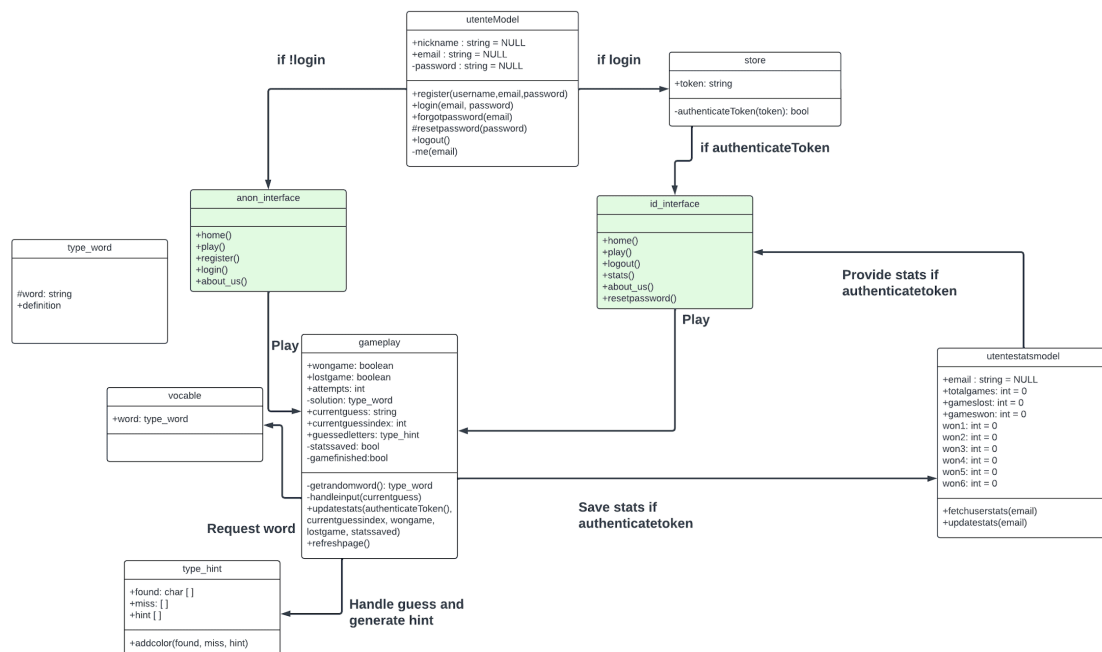 utenteModel
+nickname : string = NULL
+email : string = NULL
-password : string = NULL
+register(username,email,password)
+login(email, password)
+forgotpassword(email)
#resetpassword(password)
+logout()
-me(email)
if !login
if login
store
+token: string
-authenticateToken(token): bool
if authenticateToken
anon_interface
+home()
+play()
+register()
+login()
+about_us()
id_interface
+home()
+play()
+logout()
+stats()
+about_us()
+resetpassword()
type_word
#word: string
+definition
Provide stats if
authenticatetoken
Play
Play
gameplay
+wongame: boolean
+lostgame: boolean
+attempts: int
-solution: type_word
+currentguess: string
+currentguessindex: int
+guessedletters: type_hint
-statssaved: bool
-gamefinished:bool
-getrandomword(): type_word
-handleinput(currentguess)
+updatestats(authenticateToken(),
currentguessindex, wongame,
lostgame, statssaved)
+refreshpage()
utentestatsmodel
+email : string = NULL
+totalgames: int = 0
+gameslost: int = 0
+gameswon: int = 0
won1: int = 0
won2: int = 0
won3: int = 0
won4: int = 0
won5: int = 0
won6: int = 0
+fetchuserstats(email)
+updatestats(email)
vocable
+word: type_word
Request word
Save stats if
authenticatetoken
type_hint
+found: char [ ]
+miss: [ ]
+hint [ ]
+addcolor(found, miss, hint)
Handle guess and
generate hint